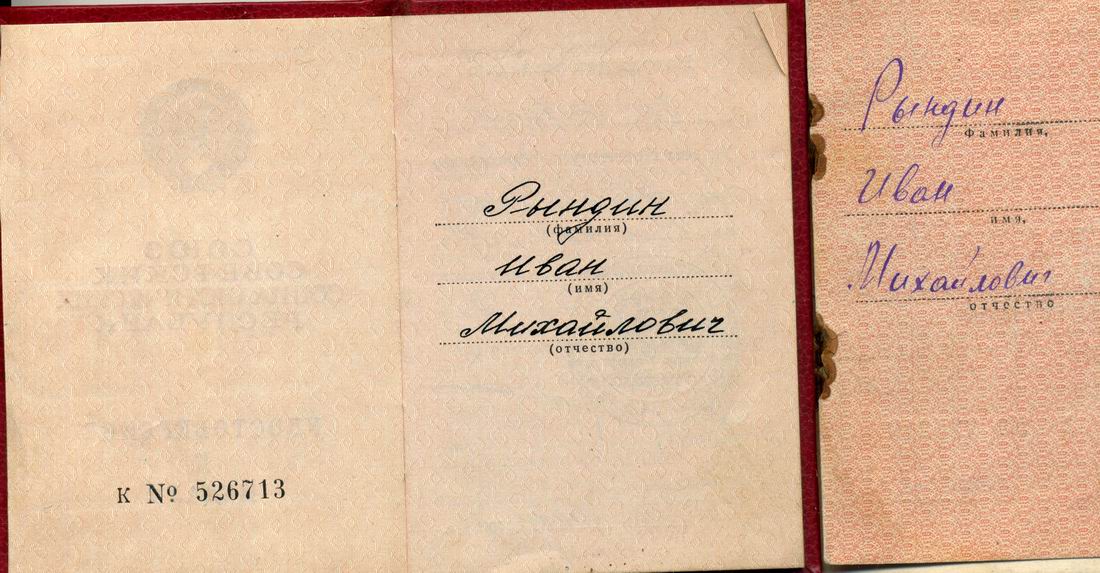 К № 526713
Рындин
(фамилия)
Иван
(имя)
Михайлович
(отчество)
Рындин
Фамилия,
Иван
имя,
Михайлович
отчество